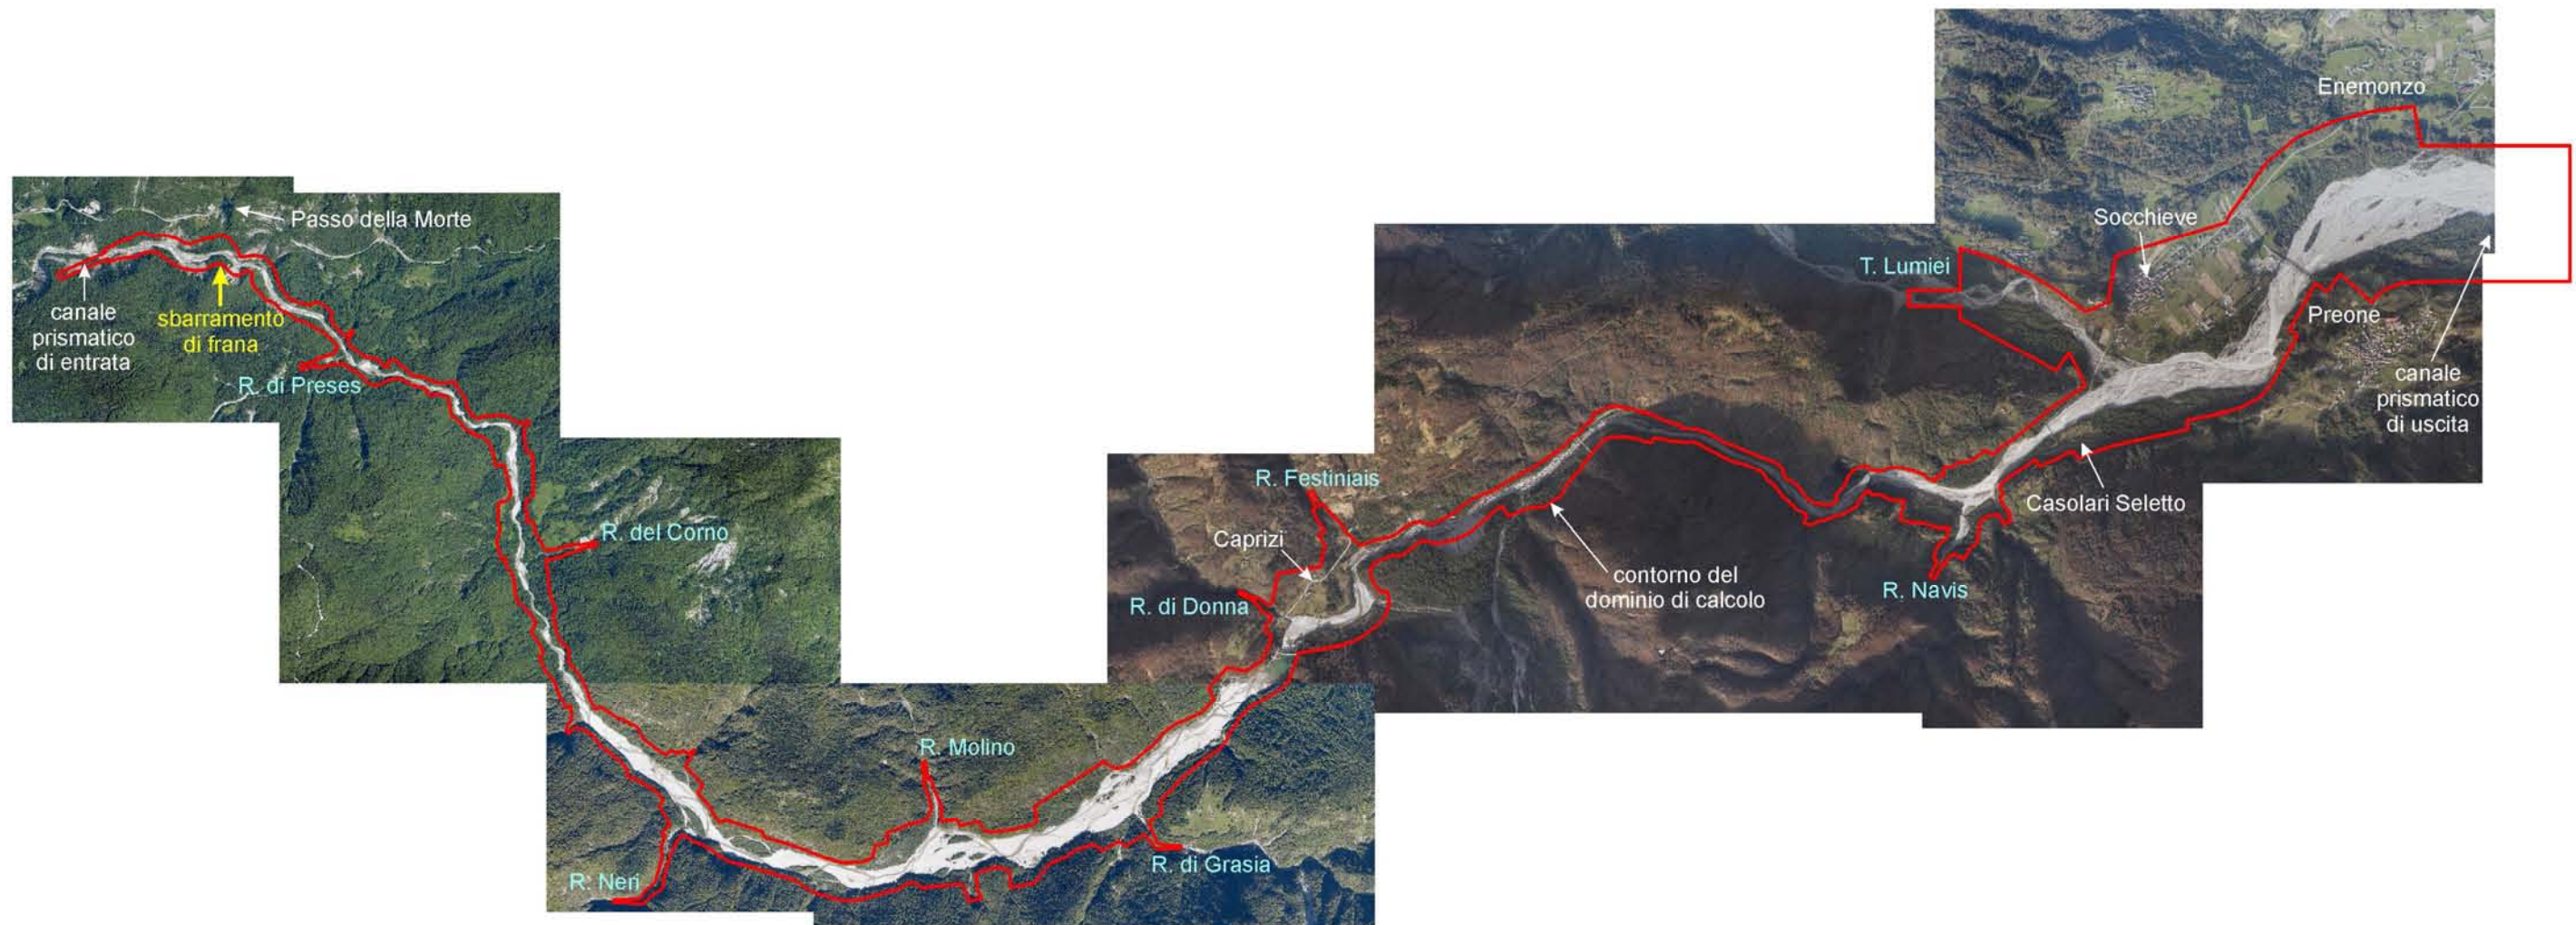 Enemonzo
Passo della Morte
Socchieve
T. Lumiei
canale
prismatico
di entrata
sbarramento
di frana
Preone
R. di Preses
canale
prismatico
di uscita
R. Festiniais
Casolari Seletto
R. del Corno
Caprizi
contorno del
dominio di calcolo
R. di Donna
R. Navis
R. Molino
R. di Grasia
R. Neri